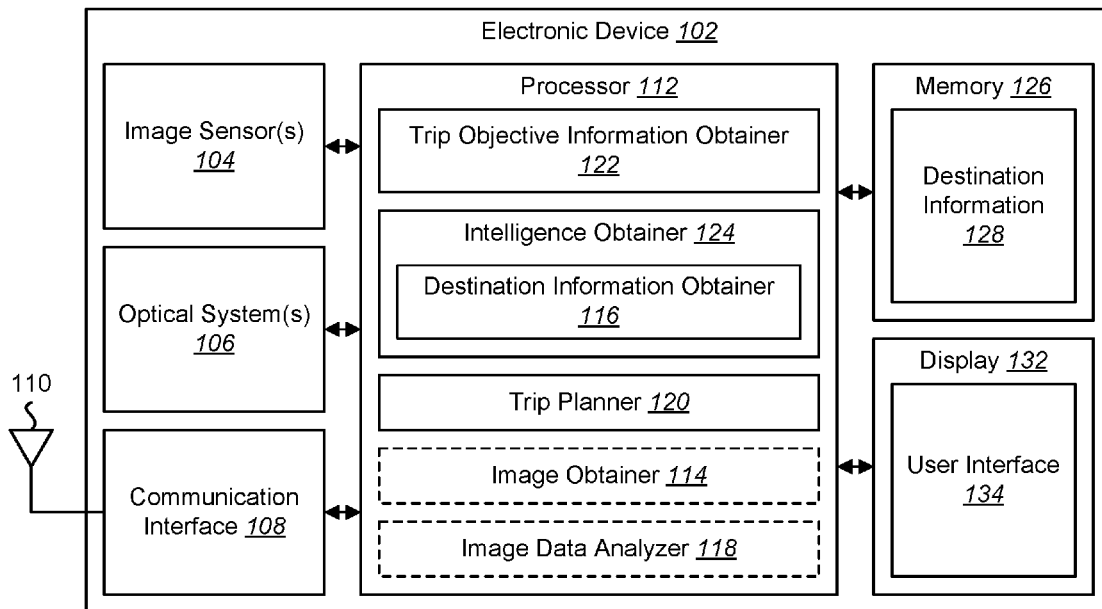 Electronic Device 102
Image Sensor(s)
104
Optical System(s)
106
110
Communication
Interface 108
Processor 112
Trip Objective Information Obtainer
122
Intelligence Obtainer 124
Destination Information Obtainer
116
Trip Planner 120
Image Obtainer 114
Image Data Analyzer 118
Memory 126
Destination
Information
128
Display 132
User Interface
134